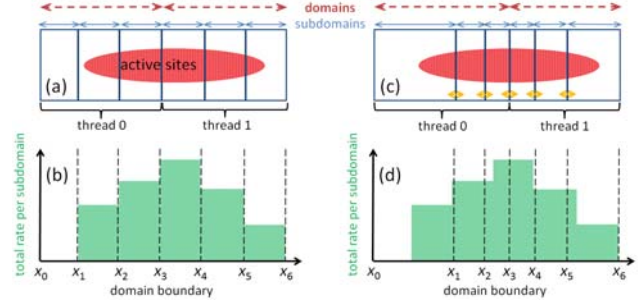 domains
subdomains
(a)
active sites
(c)
thread 0
thread 1
thread 0
thread 1
(b)
total rate per subdomain
x0
x1
x2
x3
x4
x5
x6
domain boundary
(d)
total rate per subdomain
x0
x1
x2
x3
x4
x5
x6
domain boundary